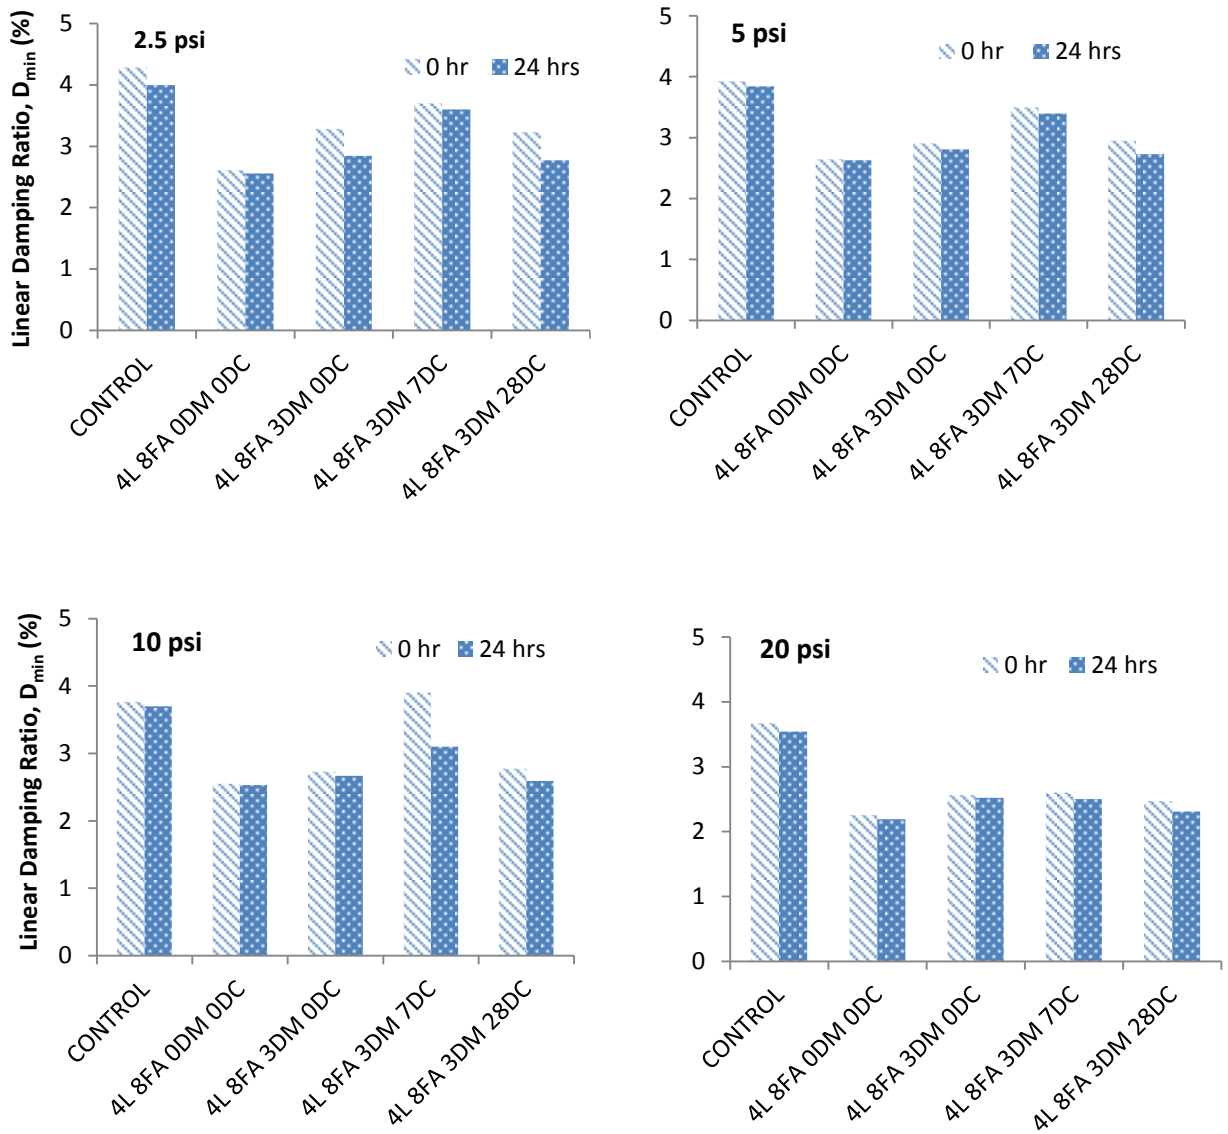 2.5 psi
0 hr 24 hrs
Linear Damping Ratio, Dmin (%)
5
4
3
2
1
0
CONTROL
4L 8FA 0DM 0DC
4L 8FA 3DM 0DC
4L 8FA 3DM 7DC
4L 8FA 3DM 28DC
5 psi
0 hr 24 hrs
5
4
3
2
1
0
CONTROL
4L 8FA 0DM 0DC
4L 8FA 3DM 0DC
4L 8FA 3DM 7DC
4L 8FA 3DM 28DC
10 psi
0 hr 24 hrs
Linear Damping Ratio, Dmin (%)
5
4
3
2
1
0
CONTROL
4L 8FA 0DM 0DC
4L 8FA 3DM 0DC
4L 8FA 3DM 7DC
4L 8FA 3DM 28DC
20 psi
0 hr 24 hrs
5
4
3
2
1
0
CONTROL
4L 8FA 0DM 0DC
4L 8FA 3DM 0DC
4L 8FA 3DM 7DC
4L 8FA 3DM 28DC